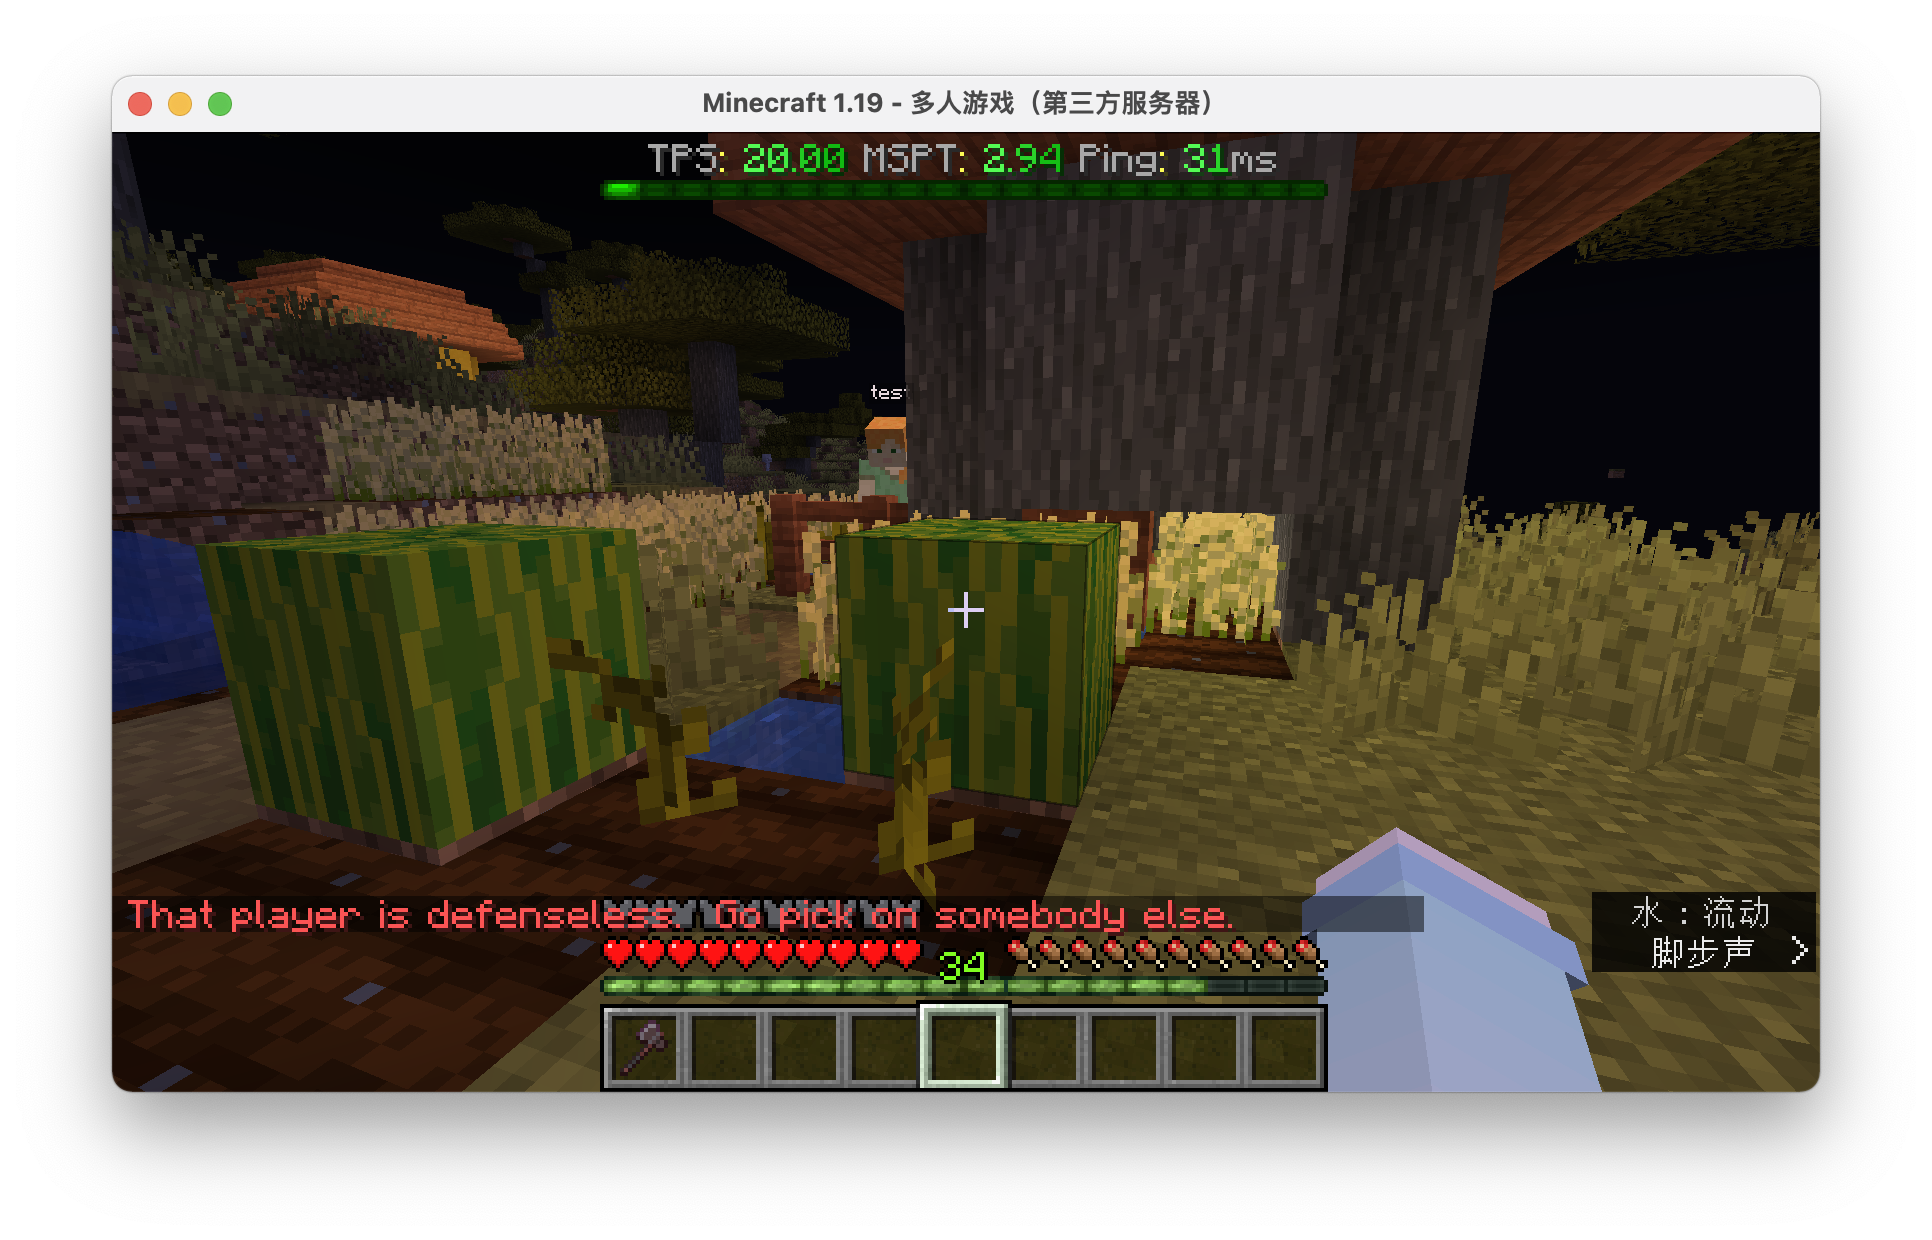 Minecraft 1.19 - 多人游戏（第三方服务器）
TPS: 20.00 MSPT: 2.94 Ping: 31ms
test
That player is defenseless. Go pick on somebody else.
水：流动
脚步声 >
34